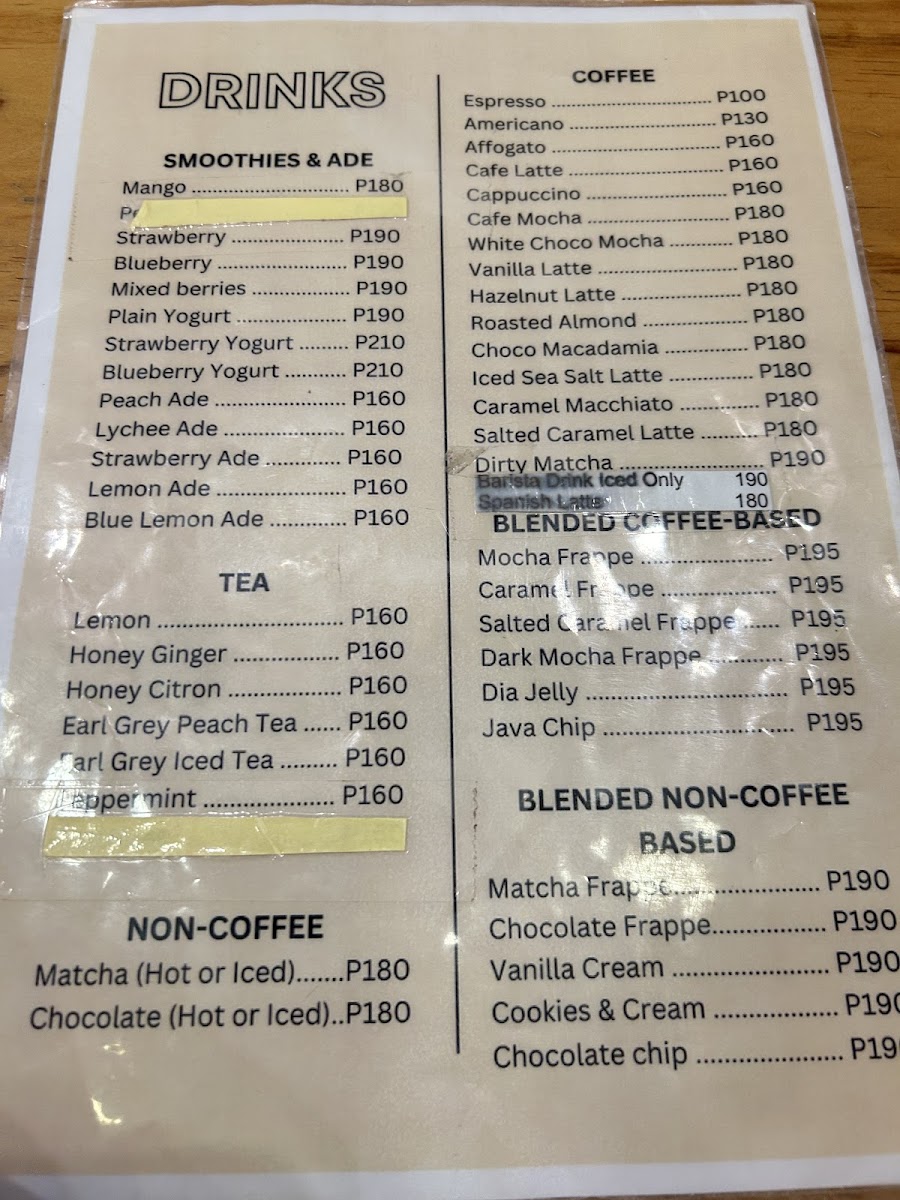 DRINKS
SMOOTHIES & ADE
Mango ........................... P180
Strawberry .................... P190
Blueberry ....................... P190
Mixed berries ................. P190
Plain Yogurt ................... P190
Strawberry Yogurt ......... P210
Blueberry Yogurt ........... P210
Peach Ade ....................... P160
Lychee Ade ..................... P160
Strawberry Ade .............. P160
Lemon Ade ...................... P160
Blue Lemon Ade ............. P160
TEA
Lemon ............................. P160
Honey Ginger ................. P160
Honey Citron .................. P160
Earl Grey Peach Tea ...... P160
Earl Grey Iced Tea ......... P160
Peppermint ..................... P160
NON-COFFEE
Matcha (Hot or Iced).......P180
Chocolate (Hot or Iced)..P180
COFFEE
Espresso ............................... P100
Americano ............................ P130
Affogato ................................ P160
Cafe Latte ............................. P160
Cappuccino .......................... P160
Cafe Mocha .......................... P180
White Choco Mocha ........... P180
Vanilla Latte ......................... P180
Hazelnut Latte ..................... P180
Roasted Almond .................. P180
Choco Macadamia .............. P180
Iced Sea Salt Latte .............. P180
Caramel Macchiato ............. P180
Salted Caramel Latte .......... P180
Dirty Matcha ........................ P190
Barista Drink Iced Only 190
Spanish Latte 180
BLENDED COFFEE-BASED
Mocha Frappe ...................... P195
Caramel Frappe ................... P195
Salted Caramel Frappe ...... P195
Dark Mocha Frappe ............ P195
Dia Jelly ................................ P195
Java Chip ............................. P195
BLENDED NON-COFFEE
BASED
Matcha Frappe...................... P190
Chocolate Frappe................. P190
Vanilla Cream ....................... P190
Cookies & Cream .................. P190
Chocolate chip ...................... P19